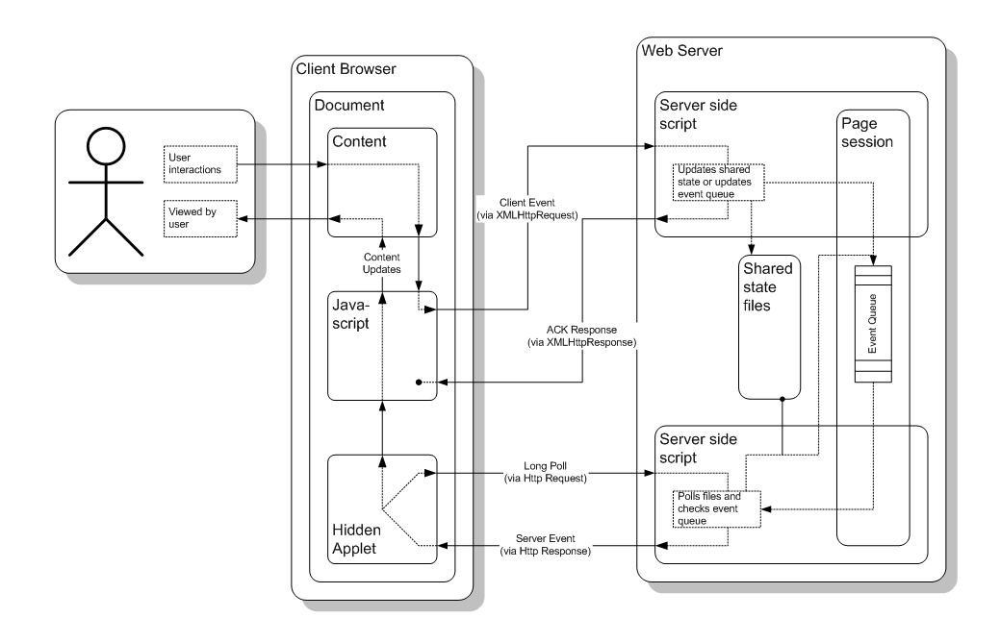 Web Server
Client Browser
Document
Server side
script
Page
session
Content
User
interactions
Updates shared
state or updates
event queue
Client Event
(via XMLHttpRequest)
Viewed by
user
Content
Updates
Shared
state
files
Java-
script
Event Queue
ACK Response
(via XMLHttpResponse)
Server side
script
Long Poll
(via Http Request)
Polls files and
checks event
queue
Hidden
Applet
Server Event
(via Http Response)